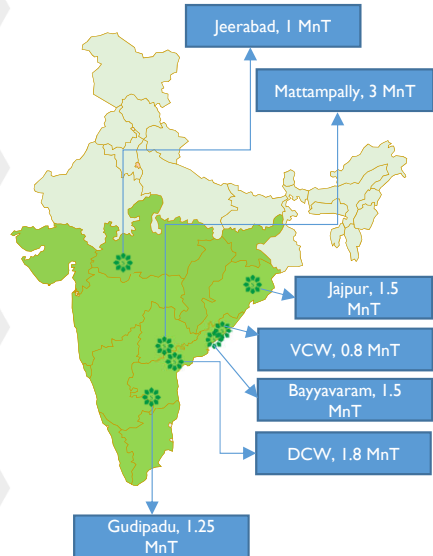 Jeerabad, 1 MnT
Mattampally, 3 MnT
Jajpur, 1.5
MnT
VCW, 0.8 MnT
Bayyavaram, 1.5
MnT
DCW, 1.8 MnT
Gudipadu, 1.25
MnT